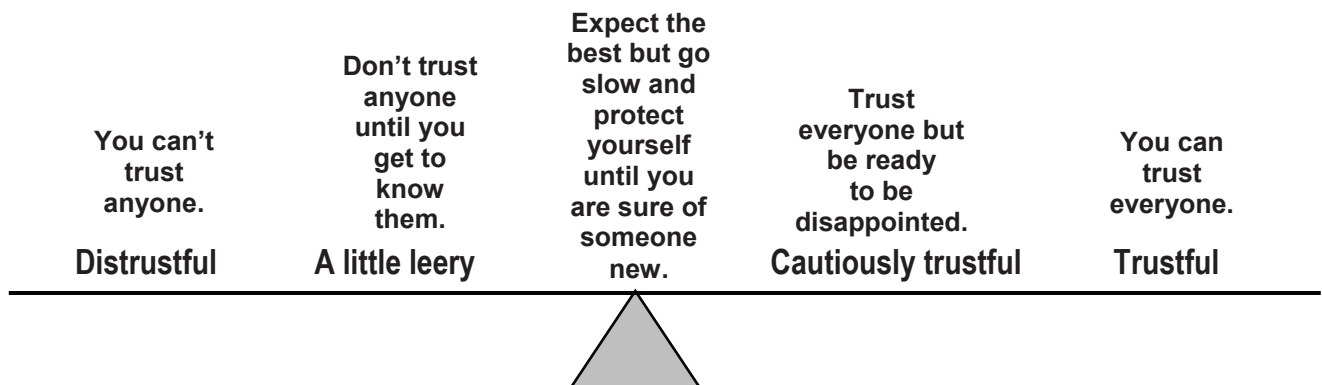 You can’t
trust
anyone.
Distrustful
Don’t trust
anyone
until you
get to
know
them.
A little leery
Expect the
best but go
slow and
protect
yourself
until you
are sure of
someone
new.
Trust
everyone but
be ready
to be
disappointed.
Cautiously trustful
You can
trust
everyone.
Trustful